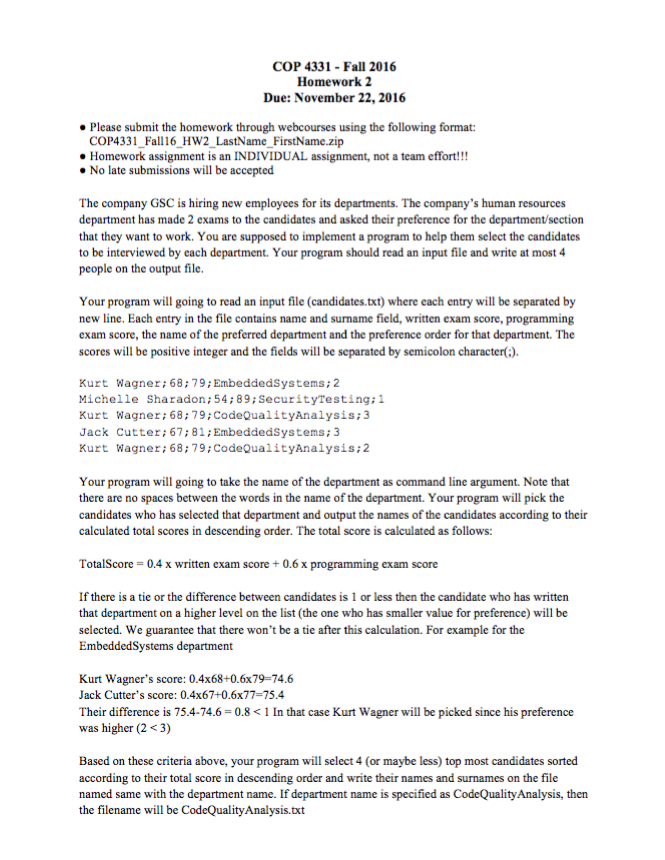 COP 4331 - Fall 2016
Homework 2
Due: November 22, 2016
● Please submit the homework through webcourses using the following format:
COP4331_Fall16_HW2_LastName_FirstName.zip
● Homework assignment is an INDIVIDUAL assignment, not a team effort!!!
● No late submissions will be accepted
The company GSC is hiring new employees for its departments. The company's human resources
department has made 2 exams to the candidates and asked their preference for the department/section
that they want to work. You are supposed to implement a program to help them select the candidates
to be interviewed by each department. Your program should read an input file and write at most 4
people on the output file.
Your program will going to read an input file (candidates.txt) where each entry will be separated by
new line. Each entry in the file contains name and surname field, written exam score, programming
exam score, the name of the preferred department and the preference order for that department. The
scores will be positive integer and the fields will be separated by semicolon character(;).
Kurt Wagner;68;79;EmbeddedSystems;2
Michelle Sharadon;54;89;SecurityTesting;1
Kurt Wagner;68;79;CodeQualityAnalysis;3
Jack Cutter;67;81;EmbeddedSystems;3
Kurt Wagner;68;79;CodeQualityAnalysis;2
Your program will going to take the name of the department as command line argument. Note that
there are no spaces between the words in the name of the department. Your program will pick the
candidates who has selected that department and output the names of the candidates according to their
calculated total scores in descending order. The total score is calculated as follows:
TotalScore = 0.4 x written exam score + 0.6 x programming exam score
If there is a tie or the difference between candidates is 1 or less then the candidate who has written
that department on a higher level on the list (the one who has smaller value for preference) will be
selected. We guarantee that there won't be a tie after this calculation. For example for the
EmbeddedSystems department
Kurt Wagner's score: 0.4x68+0.6x79=74.6
Jack Cutter's score: 0.4x67+0.6x77=75.4
Their difference is 75.4-74.6 = 0.8 < 1 In that case Kurt Wagner will be picked since his preference
was higher (2 < 3)
Based on these criteria above, your program will select 4 (or maybe less) top most candidates sorted
according to their total score in descending order and write their names and surnames on the file
named same with the department name. If department name is specified as CodeQualityAnalysis, then
the filename will be CodeQualityAnalysis.txt